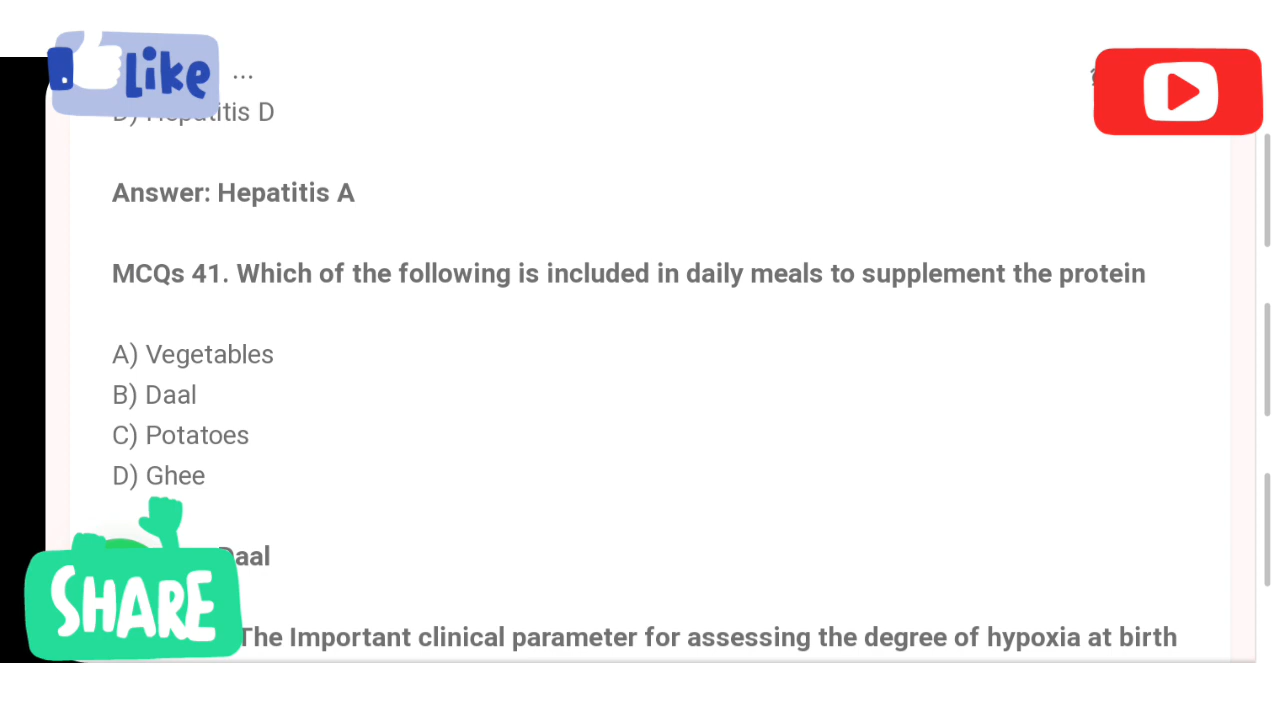 Like ...
D) Hepatitis D
Answer: Hepatitis A
MCQs 41. Which of the following is included in daily meals to supplement the protein
A) Vegetables
B) Daal
C) Potatoes
D) Ghee
Daal
SHARE
The Important clinical parameter for assessing the degree of hypoxia at birth